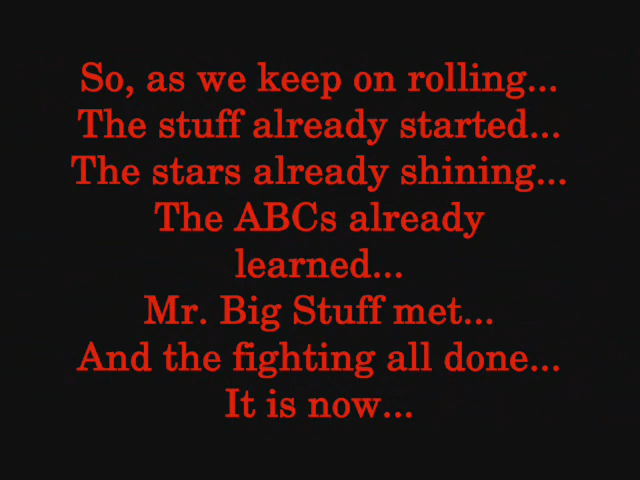 So, as we keep on rolling...
The stuff already started...
The stars already shining...
The ABCs already
learned...
Mr. Big Stuff met...
And the fighting all done...
It is now...